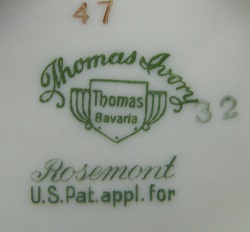 47
Thomas Ivory
Thomas
Bavaria
32
Rosemont
U.S. Pat. appl. for